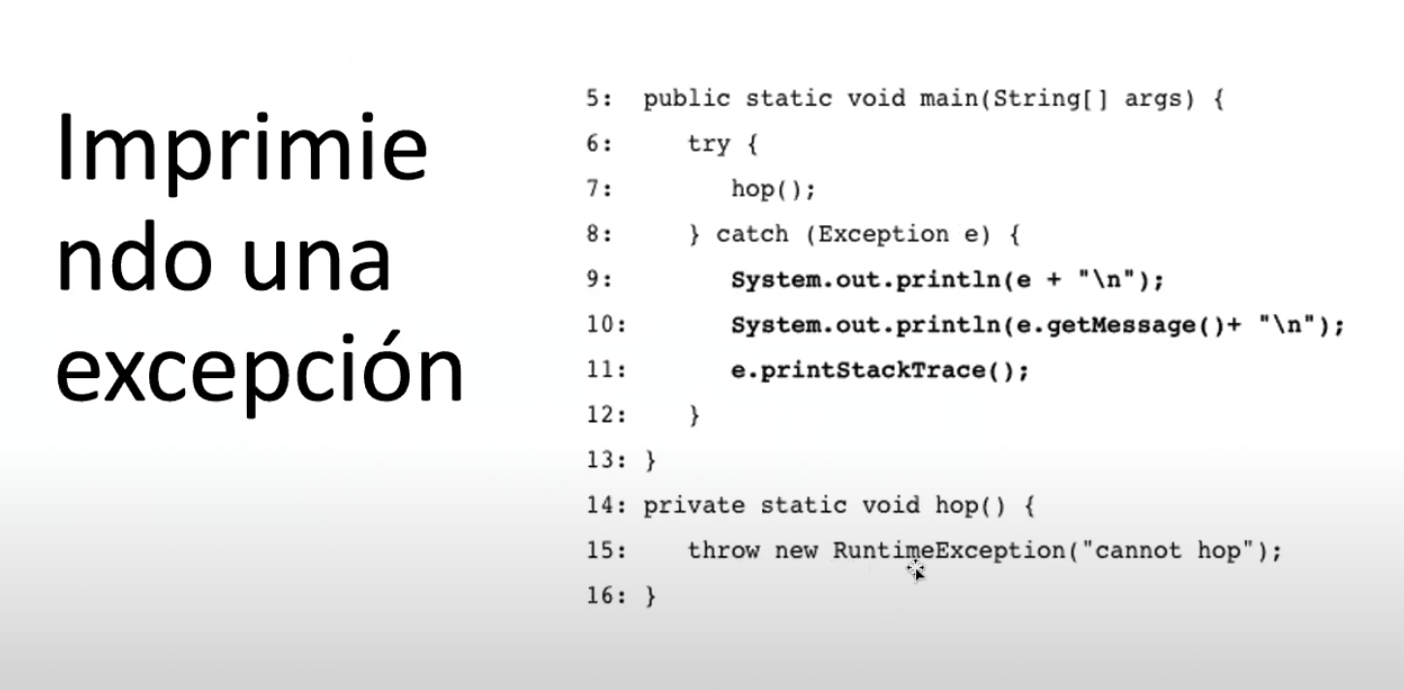 Imprimie
ndo una
excepción
5:  public static void main(String[] args) {
6:     try {
7:        hop();
8:     } catch (Exception e) {
9:        System.out.println(e + "\n");
10:       System.out.println(e.getMessage()+ "\n");
11:       e.printStackTrace();
12:    }
13: }
14: private static void hop() {
15:    throw new RuntimeException("cannot hop");
16: }